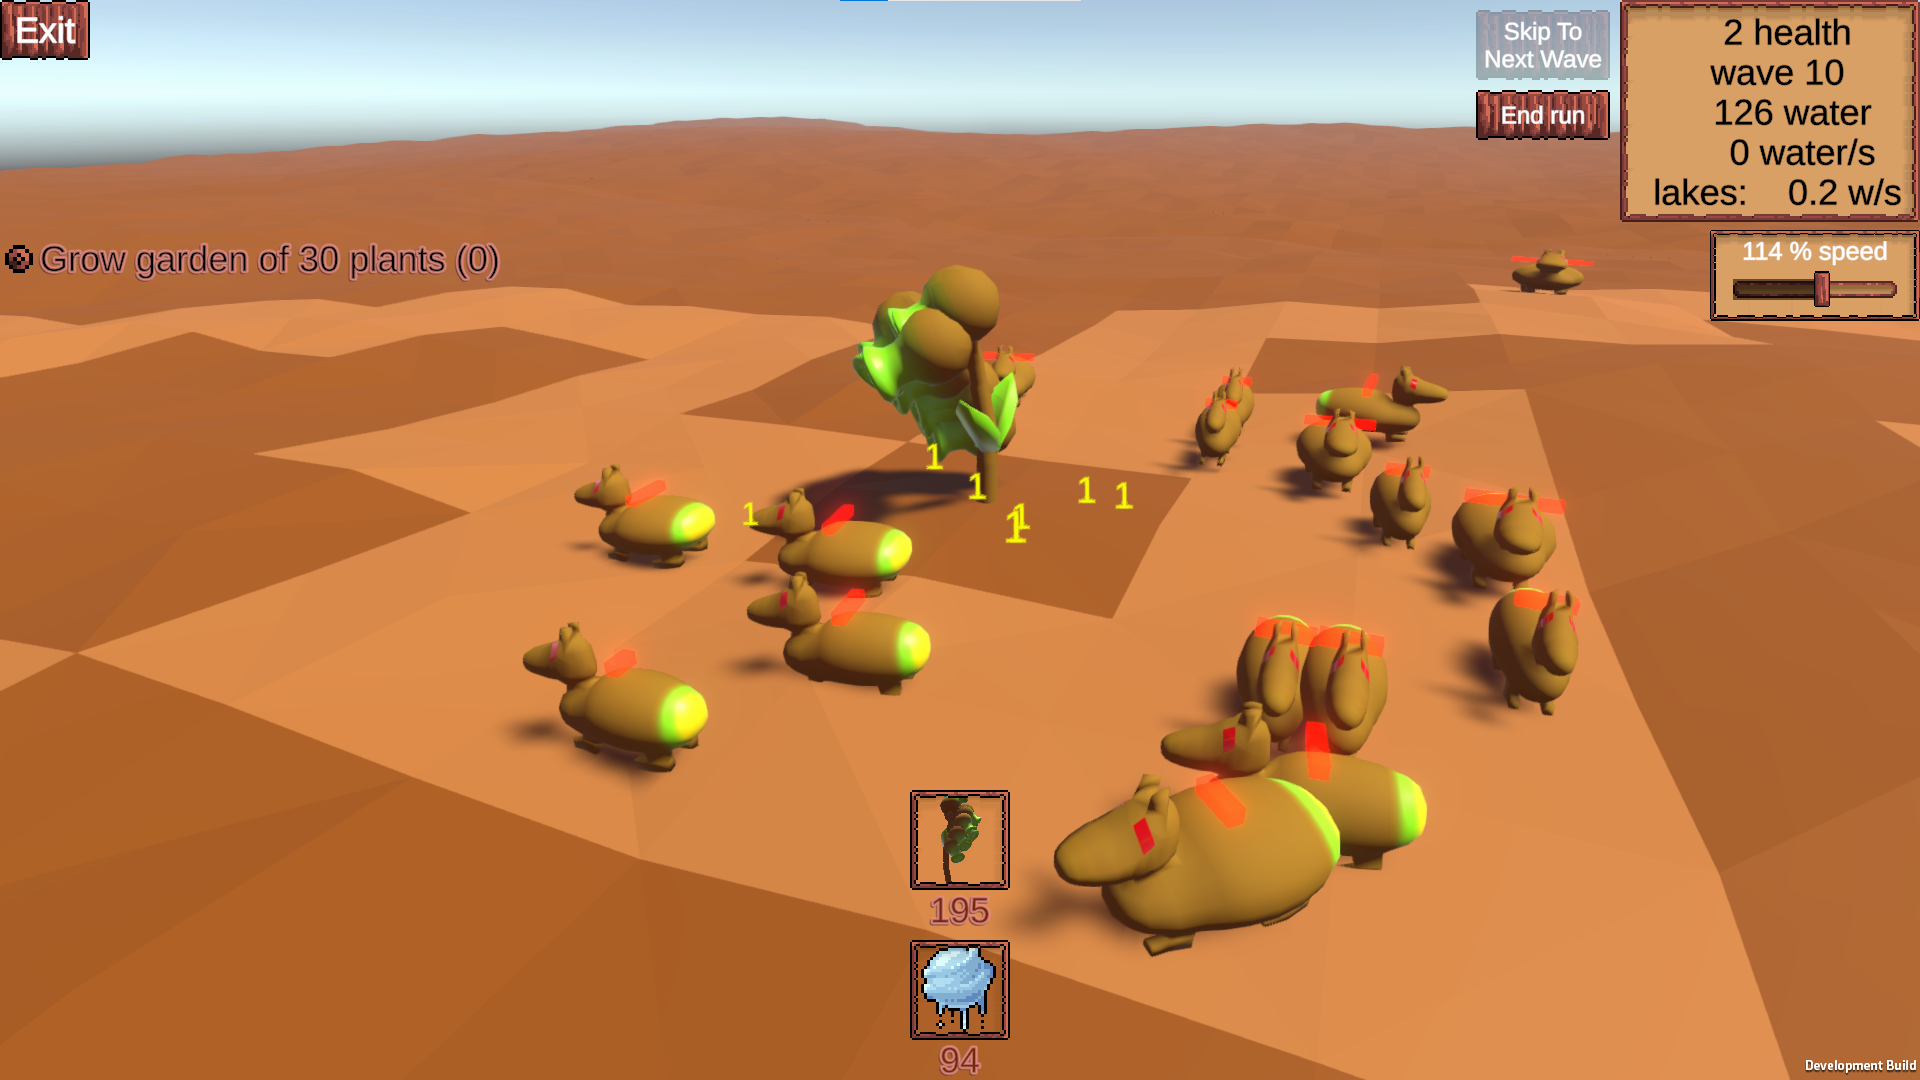 Exit
Skip To
Next Wave
End run
2 health
wave 10
126 water
0 water/s
lakes: 0.2 w/s
114 % speed
Grow garden of 30 plants (0)
1
1
1
1
1
1
1
195
94
Development Build